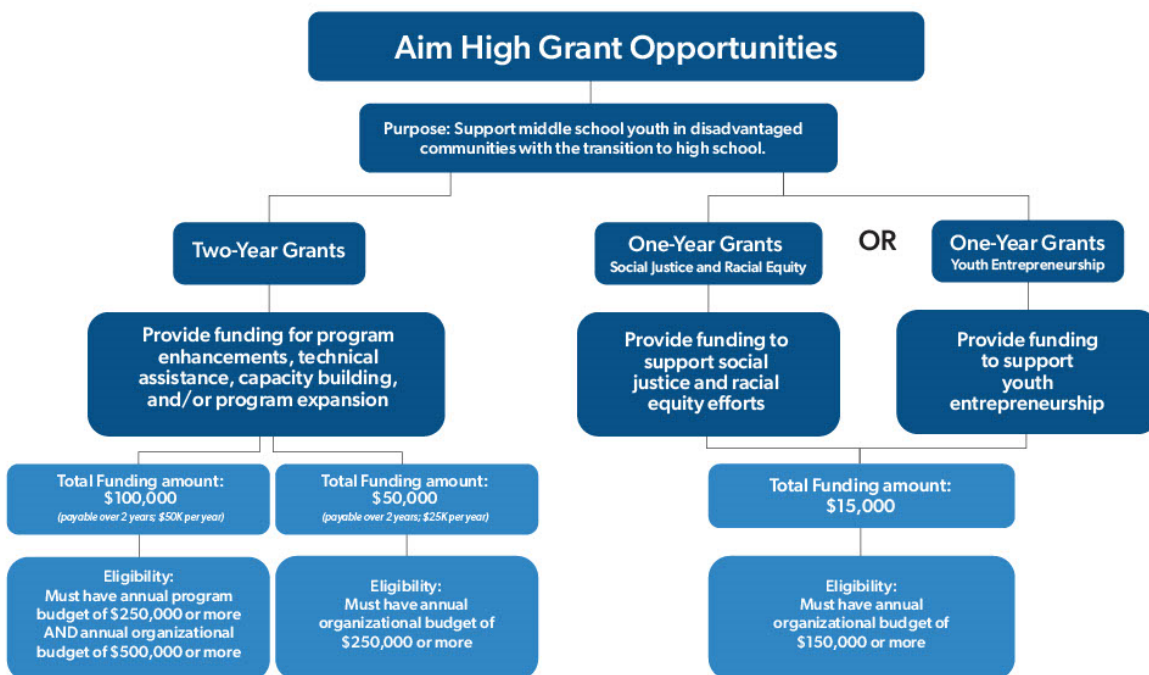 Aim High Grant Opportunities
Purpose: Support middle school youth in disadvantaged
communities with the transition to high school.
Two-Year Grants
One-Year Grants
Social Justice and Racial Equity
OR
One-Year Grants
Youth Entrepreneurship
Provide funding for program
enhancements, technical
assistance, capacity building,
and/or program expansion
Provide funding to
support social
justice and racial
equity efforts
Provide funding
to support
youth
entrepreneurship
Total Funding amount:
$100,000
(payable over 2 years; $50K per year)
Total Funding amount:
$50,000
(payable over 2 years; $25K per year)
Total Funding amount:
$15,000
Eligibility:
Must have annual program
budget of $250,000 or more
AND annual organizational
budget of $500,000 or more
Eligibility:
Must have annual
organizational budget of
$250,000 or more
Eligibility:
Must have annual
organizational budget of
$150,000 or more